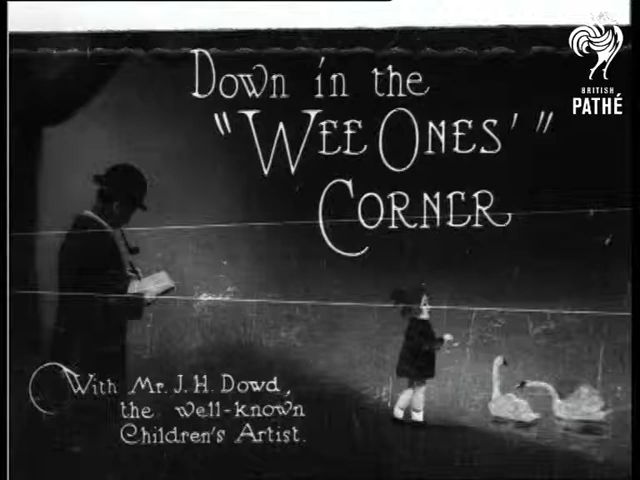 Down in the
"WEE ONES'"
CORNER
BRITISH
PATHÉ
With Mr. J. H. Dowd,
the well-known
Children's Artist.